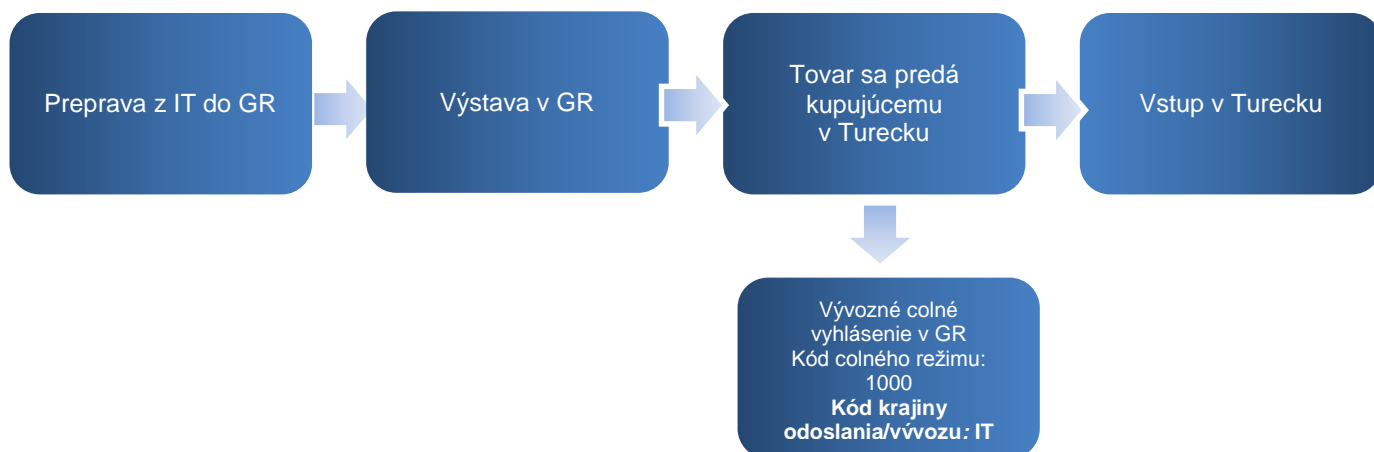 Preprava z IT do GR
Výstava v GR
Tovar sa predá
kupujúcemu
v Turecku
Vstup v Turecku
Vývozné colné
vyhlásenie v GR
Kód colného režimu:
1000
Kód krajiny
odoslania/vývozu: IT